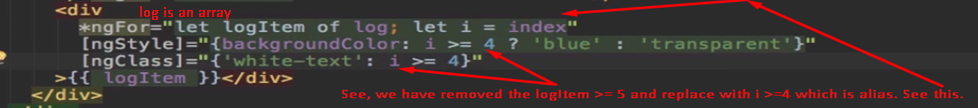 <div log is an array
*ngFor="let logItem of log; let i = index"
[ngStyle]="{backgroundColor: i >= 4 ? 'blue' : 'transparent'}"
[ngClass]="{'white-text': i >= 4}"
>{{ logItem }}</div>
</div>
See, we have removed the logItem >= 5 and replace with i >=4 which is alias. See this.